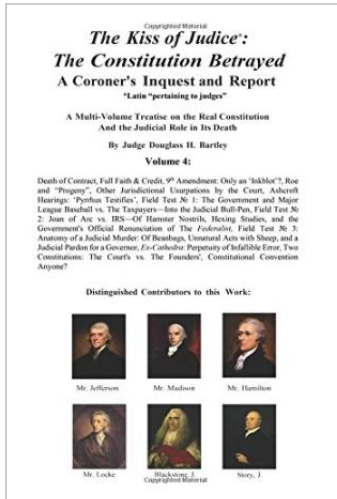 Copyrighted Material
The Kiss of Judice*:
The Constitution Betrayed
A Coroner's Inquest and Report
*Latin "pertaining to judges"
A Multi-Volume Treatise on the Real Constitution
And the Judicial Role in Its Death
By Judge Douglass H. Bartley
Volume 4:
Death of Contract, Full Faith & Credit, 9th Amendment: Only an 'Inkblot'?, Roe
and "Progeny", Other Jurisdictional Usurpations by the Court, Ashcroft
Hearings: 'Pyrrhus Testifies', Field Test № 1: The Government and Major
League Baseball vs. The Taxpayers—Into the Judicial Bull-Pen, Field Test №
2: Joan of Arc vs. IRS—Of Hamster Nostrils, Hexing Studies, and the
Government's Official Renunciation of The Federalist, Field Test № 3:
Anatomy of a Judicial Murder: Of Beanbags, Unnatural Acts with Sheep, and a
Judicial Pardon for a Governor, Ex-Cathedra: Perpetuity of Infallible Error, Two
Constitutions: The Court's vs. The Founders', Constitutional Convention
Anyone?
Distinguished Contributors to this Work:
Mr. Jefferson
Mr. Madison
Mr. Hamilton
Mr. Locke
Blackstone, J.
Story, J.
Copyrighted Material